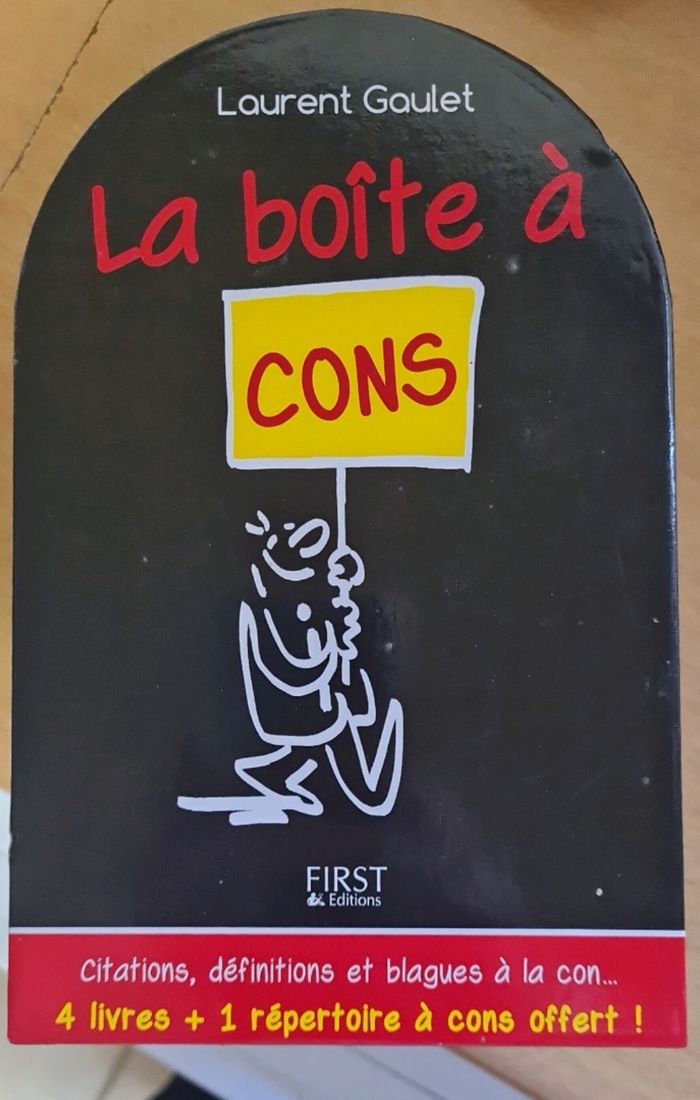 Laurent Gaulet
La boîte à
CONS
FIRST
& Editions
Citations, définitions et blagues à la con...
4 livres + 1 répertoire à cons offert !